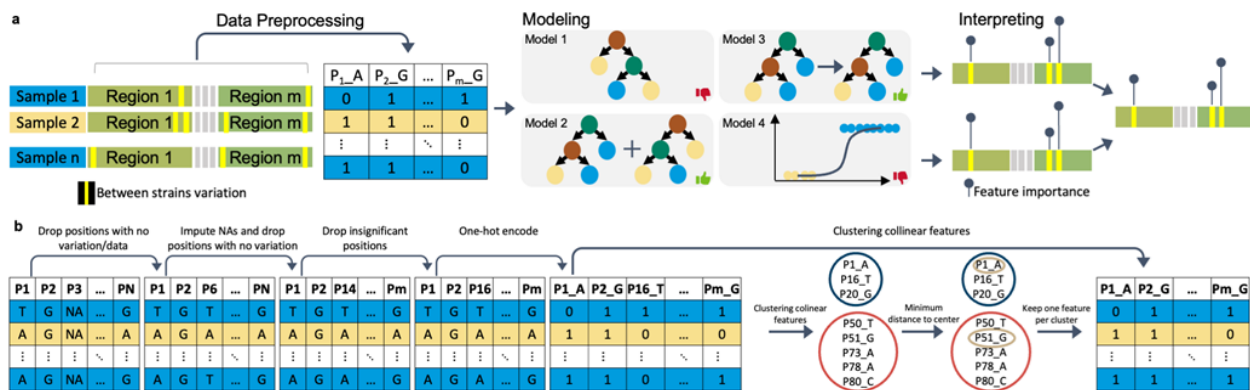 a
Data Preprocessing
Modeling
Interpreting
Sample 1 Region 1 Region m
Sample 2 Region 1 Region m
Sample n Region 1 Region m
Between strains variation
P1_A P2_G ... Pm_G
0 1 ... 1
1 1 ... 0
⋮ ⋮ ⋱ ⋮
1 1 ... 0
Model 1
Model 3
Model 2
+
Model 4
Feature importance
b
Drop positions with no
variation/data
Impute NAs and drop
positions with no variation
Drop insignificant
positions
One-hot encode
Clustering collinear features
P1 P2 P3 ... PN
T G NA ... G
A G NA ... A
⋮ ⋮ ⋮ ⋱ ⋮
A G NA ... G
P1 P2 P6 ... PN
T G T ... G
A G A ... A
⋮ ⋮ ⋮ ⋱ ⋮
A G T ... G
P1 P2 P14 ... Pm
T G T ... G
A G A ... A
⋮ ⋮ ⋮ ⋱ ⋮
A G A ... G
P1 P2 P16 ... Pm
T G T ... G
A G A ... A
⋮ ⋮ ⋮ ⋱ ⋮
A G A ... G
P1_A P2_G P16_T ... Pm_G
0 1 1 ... 1
1 1 0 ... 0
⋮ ⋮ ⋮ ⋱ ⋮
1 1 0 ... 1
Clustering colinear
features
P1_A
P16_T
P20_G
P50_T
P51_G
P73_A
P78_A
P80_C
Minimum
distance to center
P1_A
P16_T
P20_G
P50_T
P51_G
P73_A
P78_A
P80_C
Keep one feature
per cluster
P1_A P2_G ... Pm_G
0 1 ... 1
1 1 ... 0
⋮ ⋮ ⋱ ⋮
1 1 ... 1